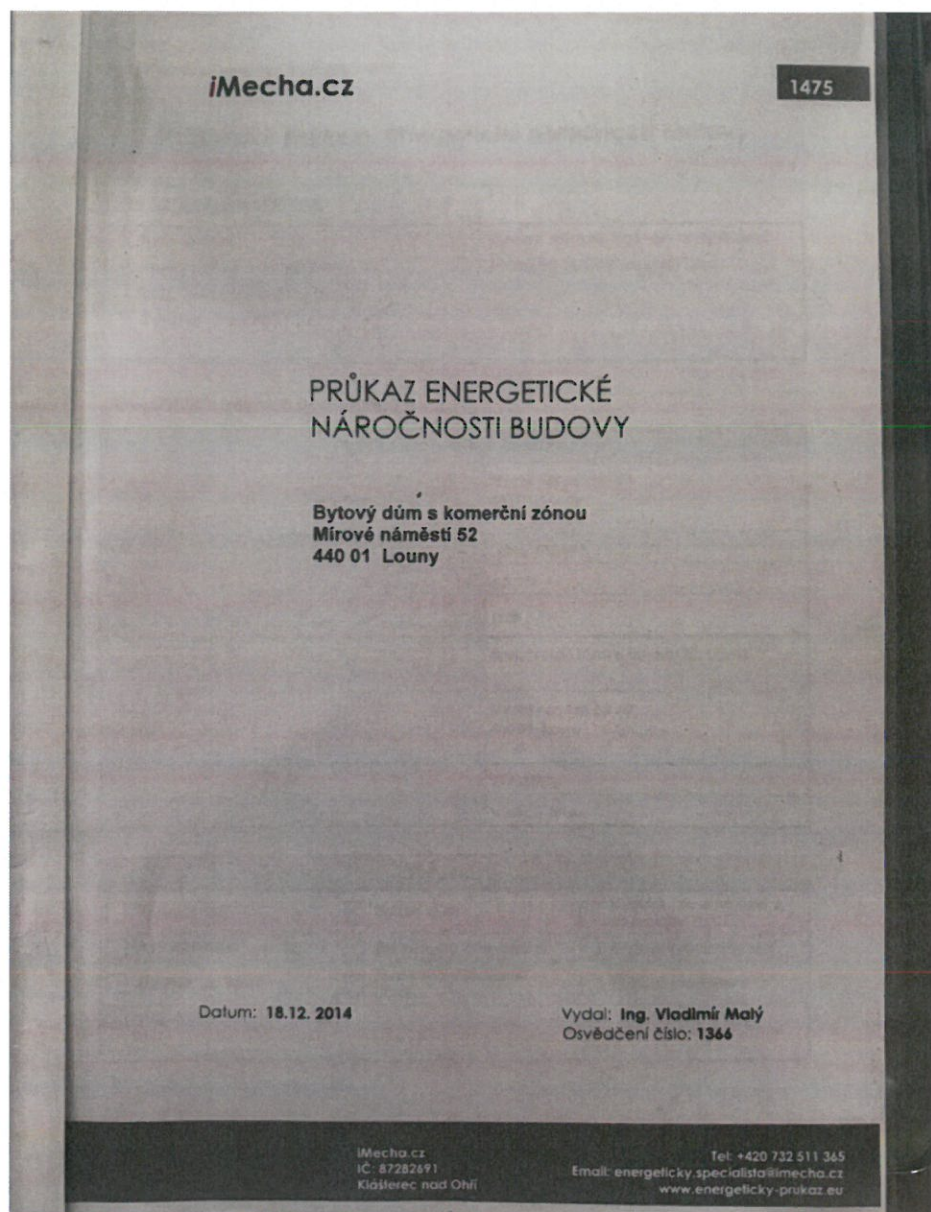 iMecha.cz
1475
PRŮKAZ ENERGETICKÉ
NÁROČNOSTI BUDOVY
Bytový dům s komerční zónou
Mírové náměstí 52
440 01 Louny
Datum: 18.12. 2014
Vydal: Ing. Vladimír Malý
Osvědčení číslo: 1366
iMecha.cz
IČ: 87282691
Klášterec nad Ohří
Tel: +420 732 511 365
Email: energeticky.specialista@imecha.cz
www.energeticky-prukaz.eu